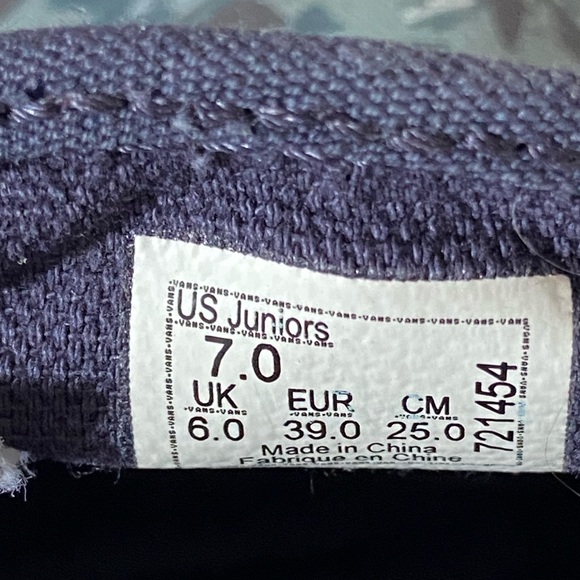 US Juniors
7.0
UK EUR CM
6.0 39.0 25.0
Made in China
Fabrique en Chine
721454